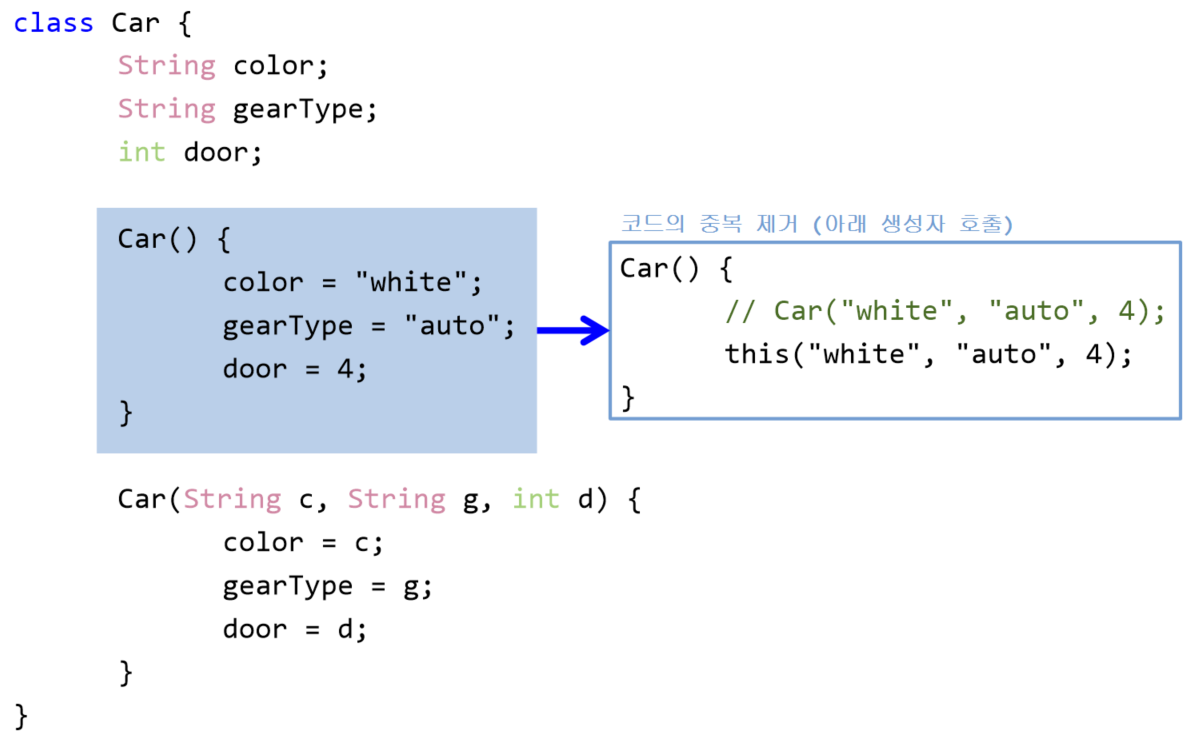 class Car {
String color;
String gearType;
int door;
Car() {
color = "white";
gearType = "auto";
door = 4;
}
코드의 중복 제거 (아래 생성자 호출)
Car() {
// Car("white", "auto", 4);
this("white", "auto", 4);
}
Car(String c, String g, int d) {
color = c;
gearType = g;
door = d;
}
}